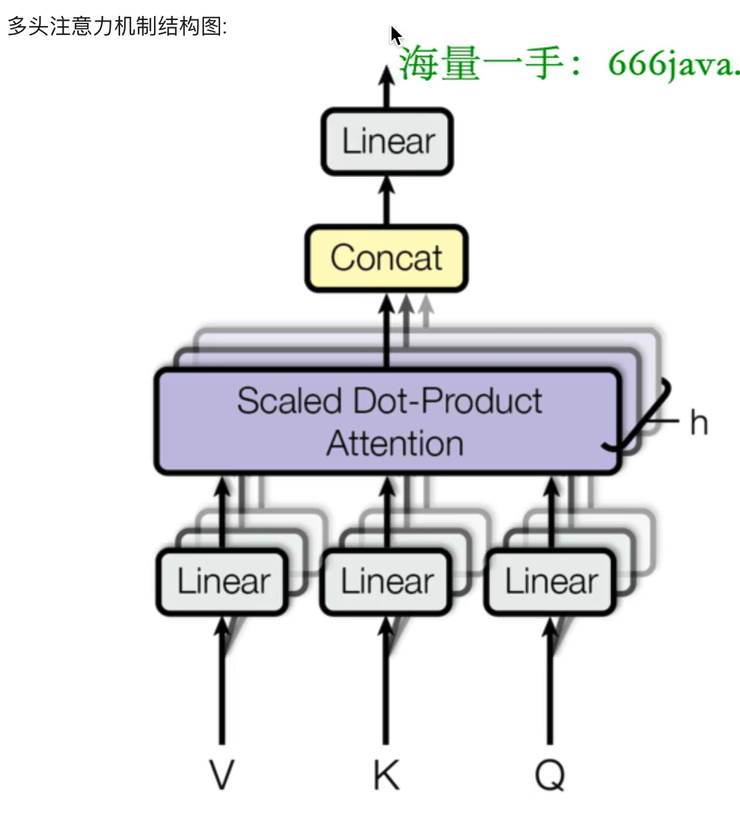 多头注意力机制结构图:
海量一手：666java.
Linear
Concat
Scaled Dot-Product
Attention
h
Linear Linear Linear
V K Q